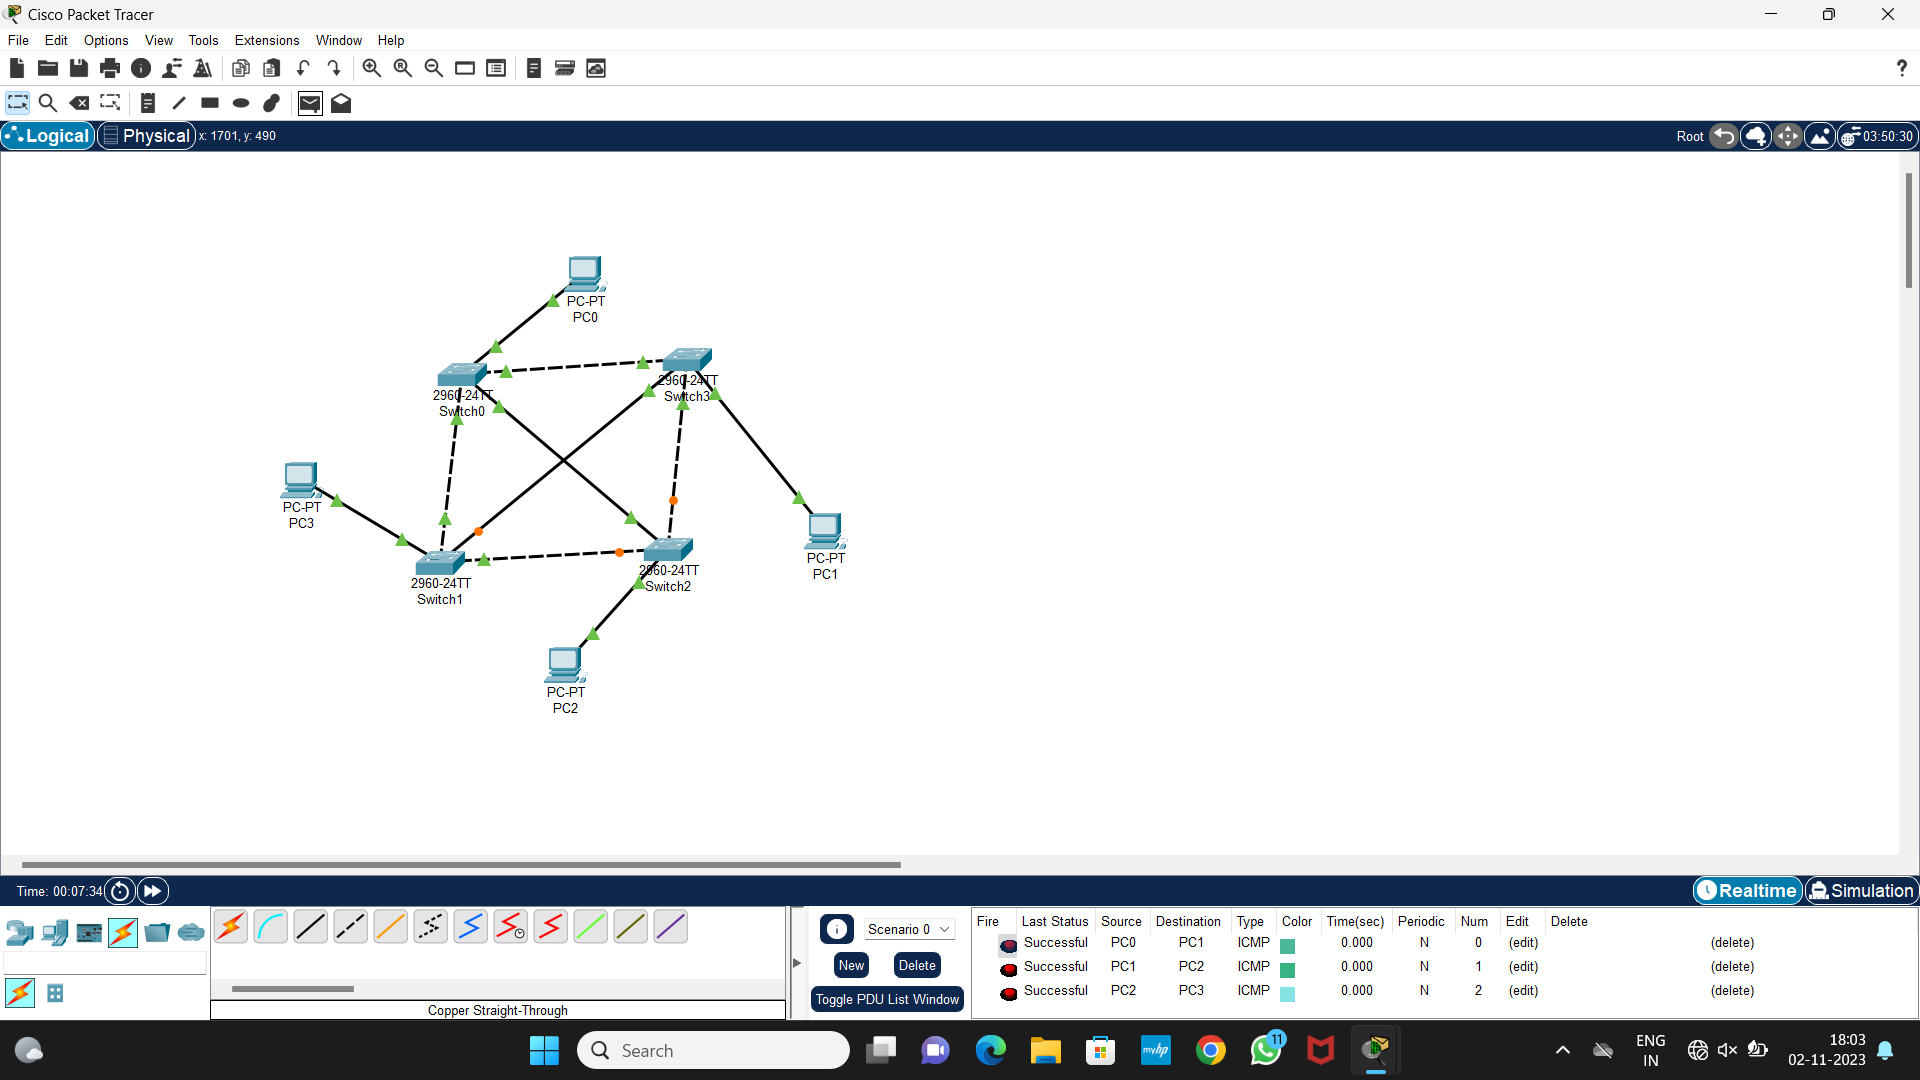 Cisco Packet Tracer
File Edit Options View Tools Extensions Window Help
?
Logical Physical x: 1701, y: 490 Root 03:50:30
PC-PT
PC0
2960-24TT
Switch0
2960-24TT
Switch3
PC-PT
PC3
PC-PT
PC1
2960-24TT
Switch1
2960-24TT
Switch2
PC-PT
PC2
Time: 00:07:34 Realtime Simulation
Scenario 0
New Delete
Toggle PDU List Window
Copper Straight-Through
Fire Last Status Source Destination Type Color Time(sec) Periodic Num Edit Delete
Successful PC0 PC1 ICMP 0.000 N 0 (edit) (delete)
Successful PC1 PC2 ICMP 0.000 N 1 (edit) (delete)
Successful PC2 PC3 ICMP 0.000 N 2 (edit) (delete)
Search
myhp
11
ENG
IN
18:03
02-11-2023